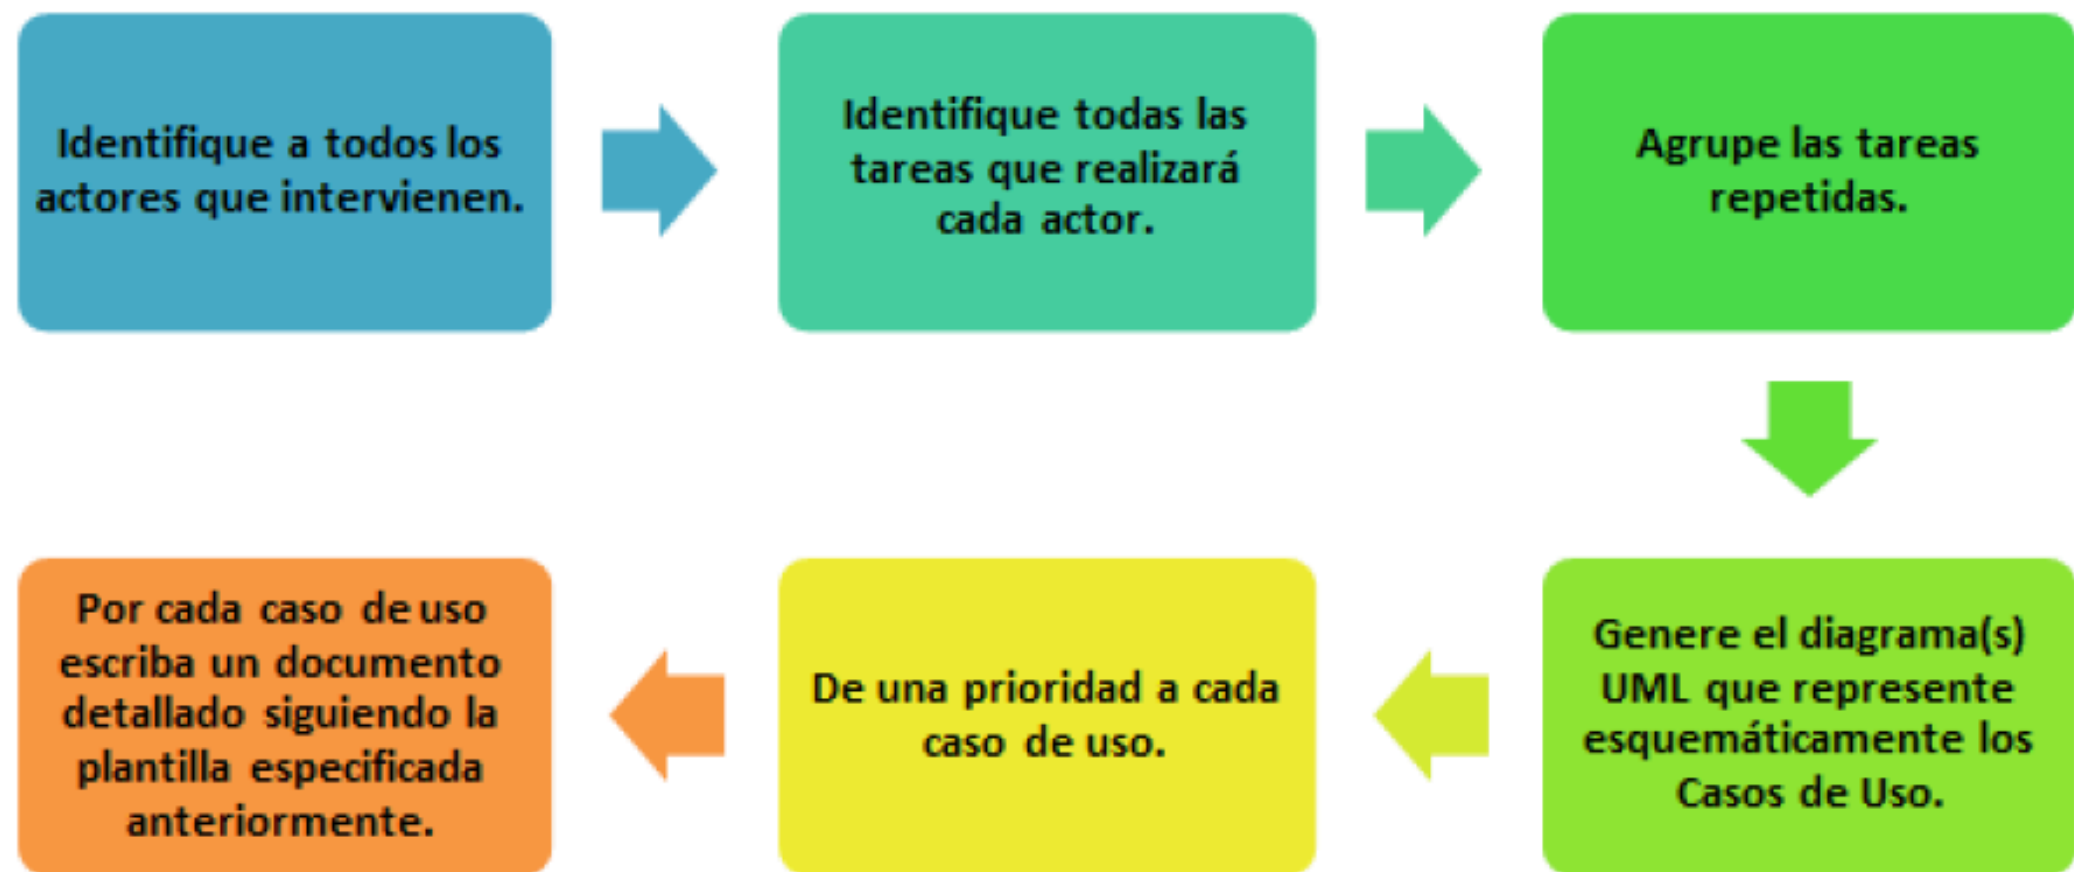 Identifique a todos los
actores que intervienen.
Identifique todas las
tareas que realizará
cada actor.
Agrupe las tareas
repetidas.
Genere el diagrama(s)
UML que represente
esquemáticamente los
Casos de Uso.
De una prioridad a cada
caso de uso.
Por cada caso de uso
escriba un documento
detallado siguiendo la
plantilla especificada
anteriormente.